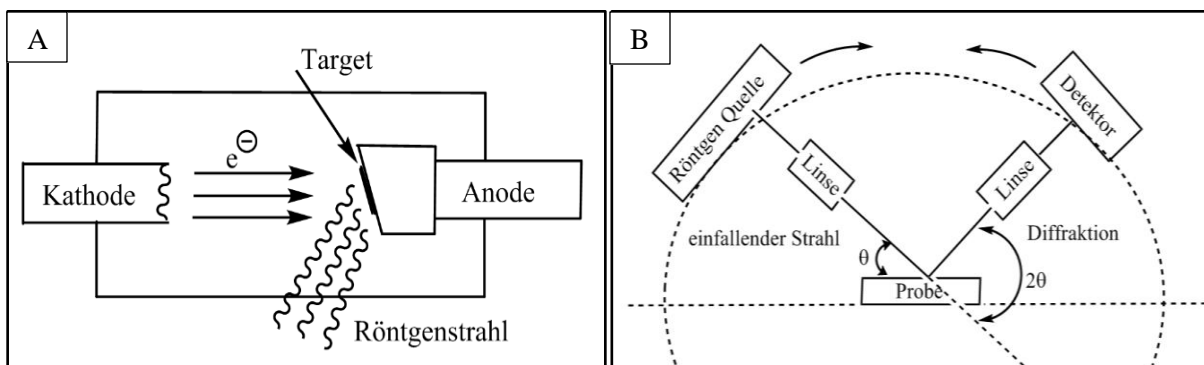 A
Target
e⊖
Kathode
Anode
Röntgenstrahl
B
Röntgen Quelle
Detektor
Linse
Linse
einfallender Strahl
θ
Diffraktion
2θ
Probe